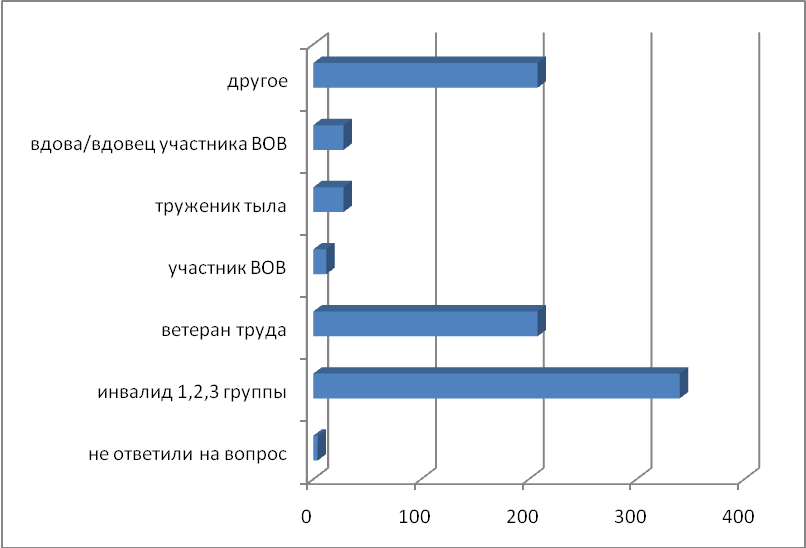 другое
вдова/вдовец участника ВОВ
труженик тыла
участник ВОВ
ветеран труда
инвалид 1,2,3 группы
не ответили на вопрос
0 100 200 300 400